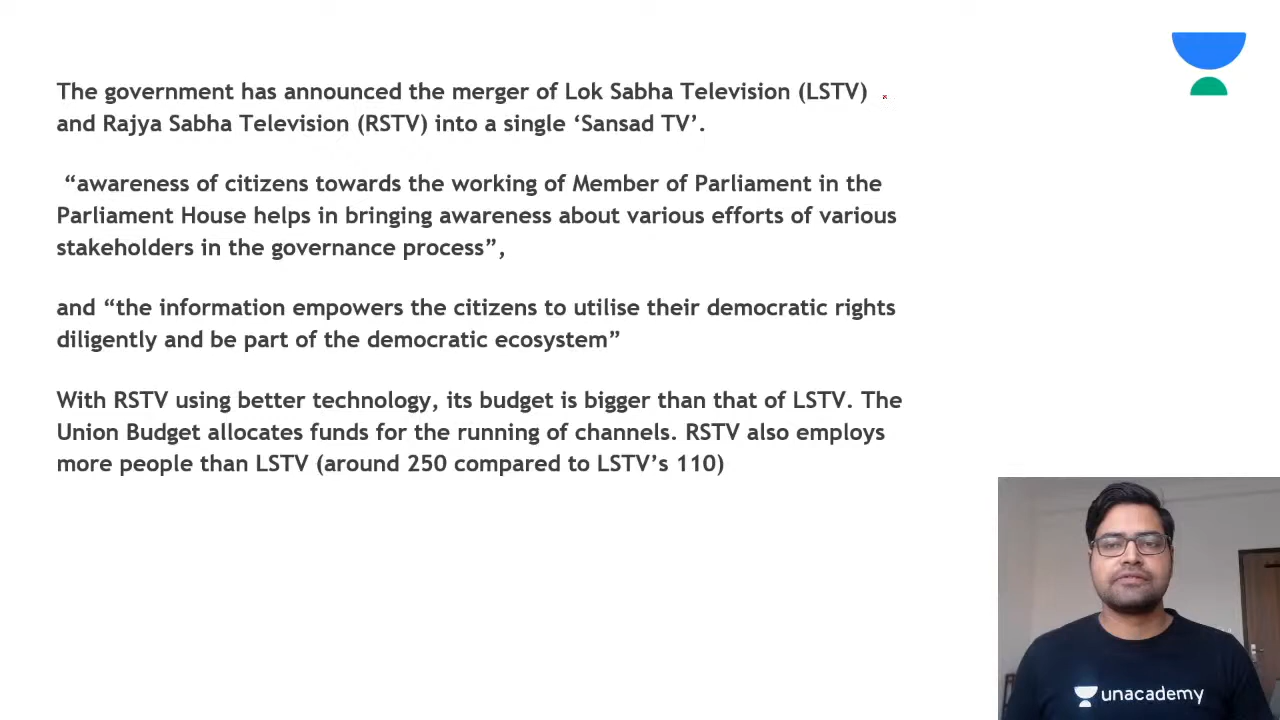 The government has announced the merger of Lok Sabha Television (LSTV)
and Rajya Sabha Television (RSTV) into a single ‘Sansad TV’.
“awareness of citizens towards the working of Member of Parliament in the
Parliament House helps in bringing awareness about various efforts of various
stakeholders in the governance process”,
and “the information empowers the citizens to utilise their democratic rights
diligently and be part of the democratic ecosystem”
With RSTV using better technology, its budget is bigger than that of LSTV. The
Union Budget allocates funds for the running of channels. RSTV also employs
more people than LSTV (around 250 compared to LSTV’s 110)
unacademy